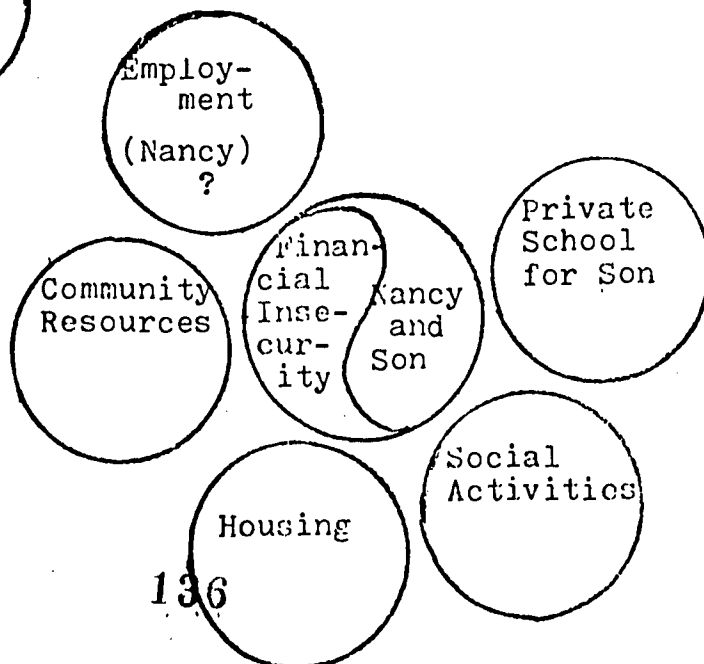 Employ-
ment
(Nancy)
?
Private
School
for Son
Community
Resources
Finan-
cial
Inse-
cur-
ity
Nancy
and
Son
Social
Activities
Housing
136